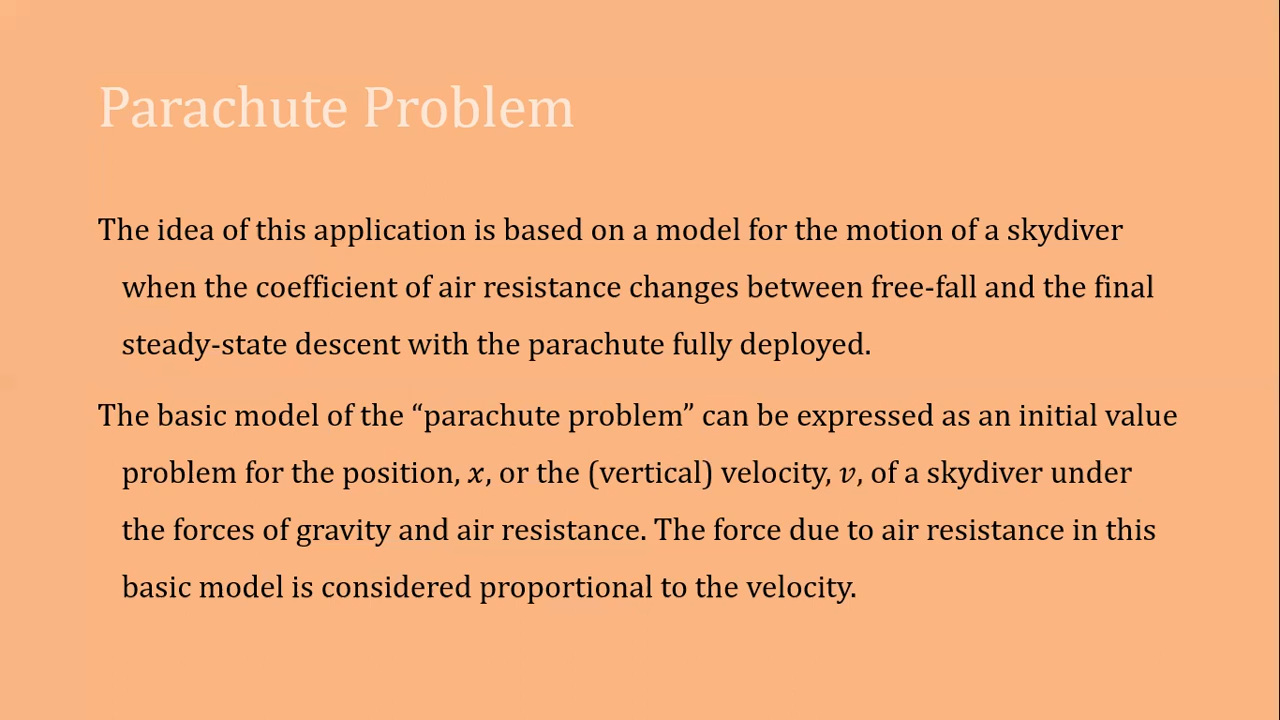 Parachute Problem
The idea of this application is based on a model for the motion of a skydiver
when the coefficient of air resistance changes between free-fall and the final
steady-state descent with the parachute fully deployed.
The basic model of the “parachute problem” can be expressed as an initial value
problem for the position, x, or the (vertical) velocity, v, of a skydiver under
the forces of gravity and air resistance. The force due to air resistance in this
basic model is considered proportional to the velocity.